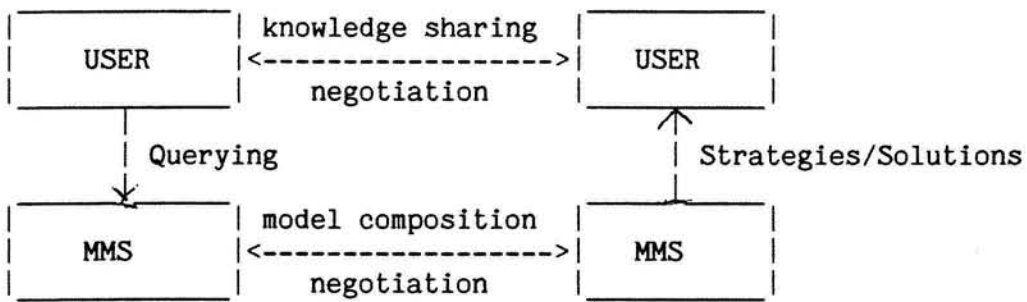 knowledge sharing
USER USER
negotiation
Querying Strategies/Solutions
model composition
MMS MMS
negotiation